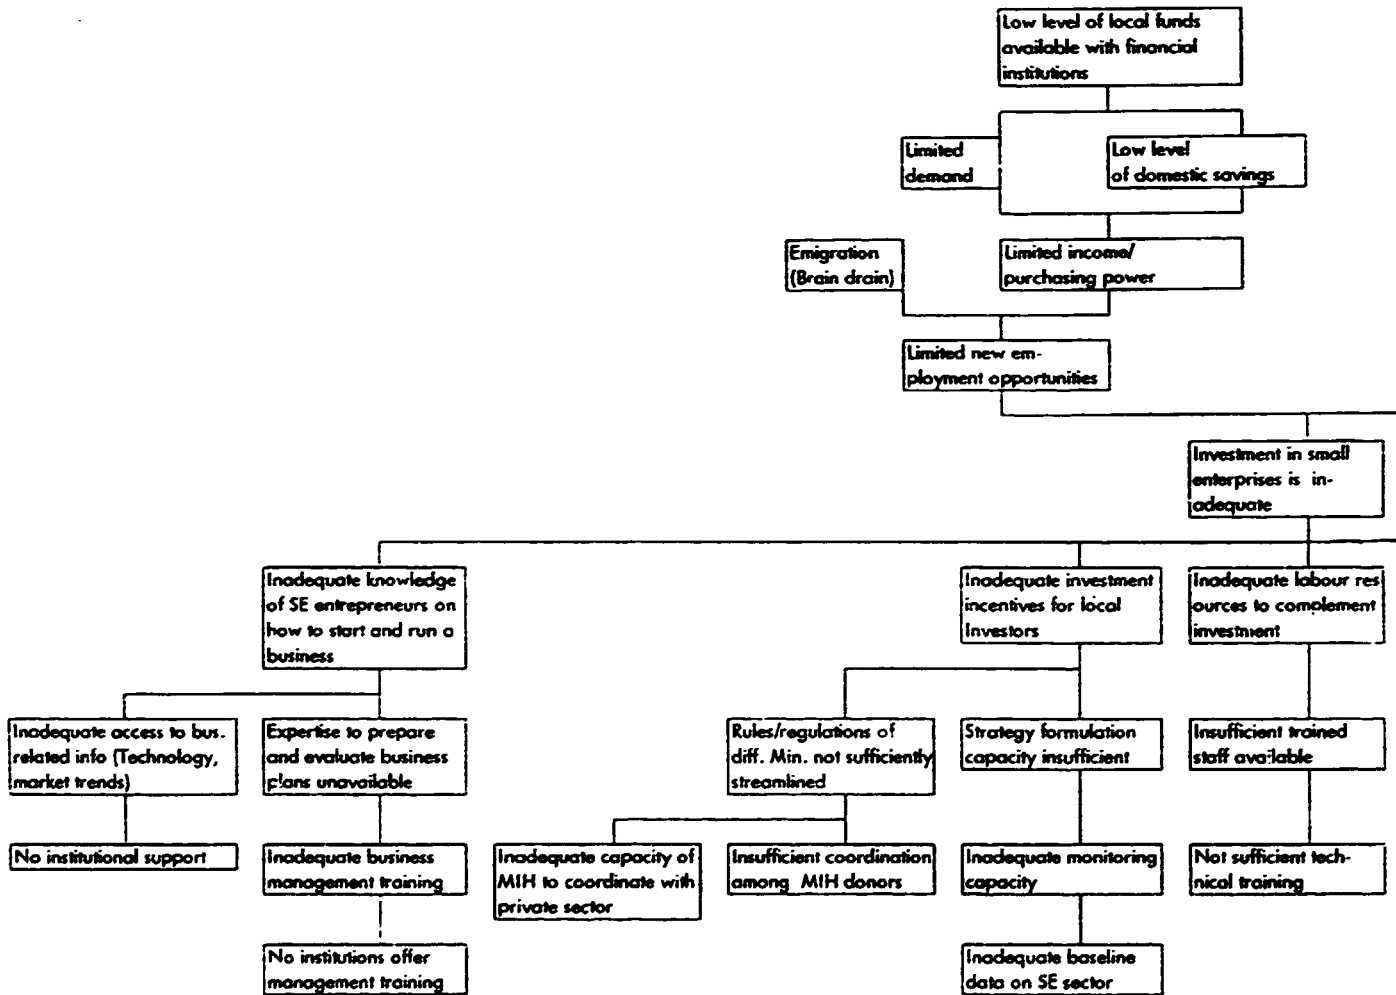 Low level of local funds
available with financial
institutions
Limited
demand
Low level
of domestic savings
Emigration
(Brain drain)
Limited income/
purchasing power
Limited new em-
ployment opportunities
Investment in small
enterprises is in-
adequate
Inadequate knowledge
of SE entrepreneurs on
how to start and run a
business
Inadequate investment
incentives for local
Investors
Inadequate labour res
ources to complement
investment
Inadequate access to bus.
related info (Technology,
market trends)
Expertise to prepare
and evaluate business
plans unavailable
Rules/regulations of
diff. Min. not sufficiently
streamlined
Strategy formulation
capacity insufficient
Insufficient trained
staff available
No institutional support
Inadequate business
management training
Inadequate capacity of
MIH to coordinate with
private sector
Insufficient coordination
among MIH donors
Inadequate monitoring
capacity
Not sufficient tech-
nical training
No institutions offer
management training
Inadequate baseline
data on SE sector